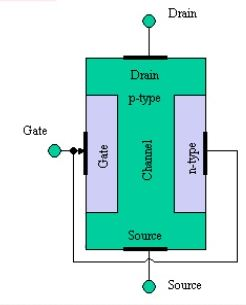 Drain
Drain
p-type
Gate
Gate
Channel
n-type
Source
Source